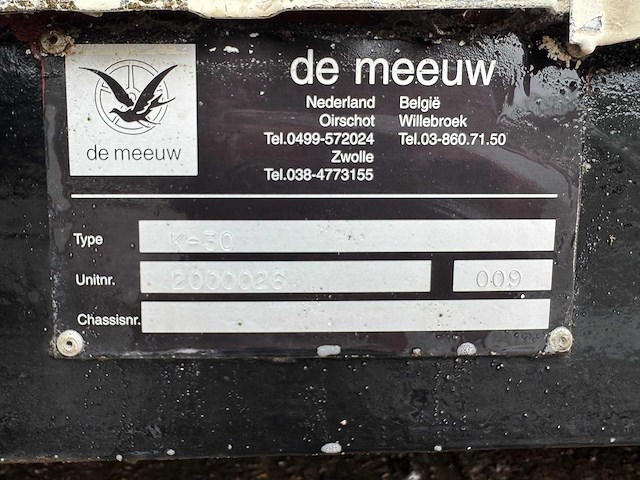 de meeuw
de meeuw
Nederland België
Oirschot Willebroek
Tel.0499-572024 Tel.03-860.71.50
Zwolle
Tel.038-4773155
Type K-30
Unitnr. 2000026 009
Chassisnr.